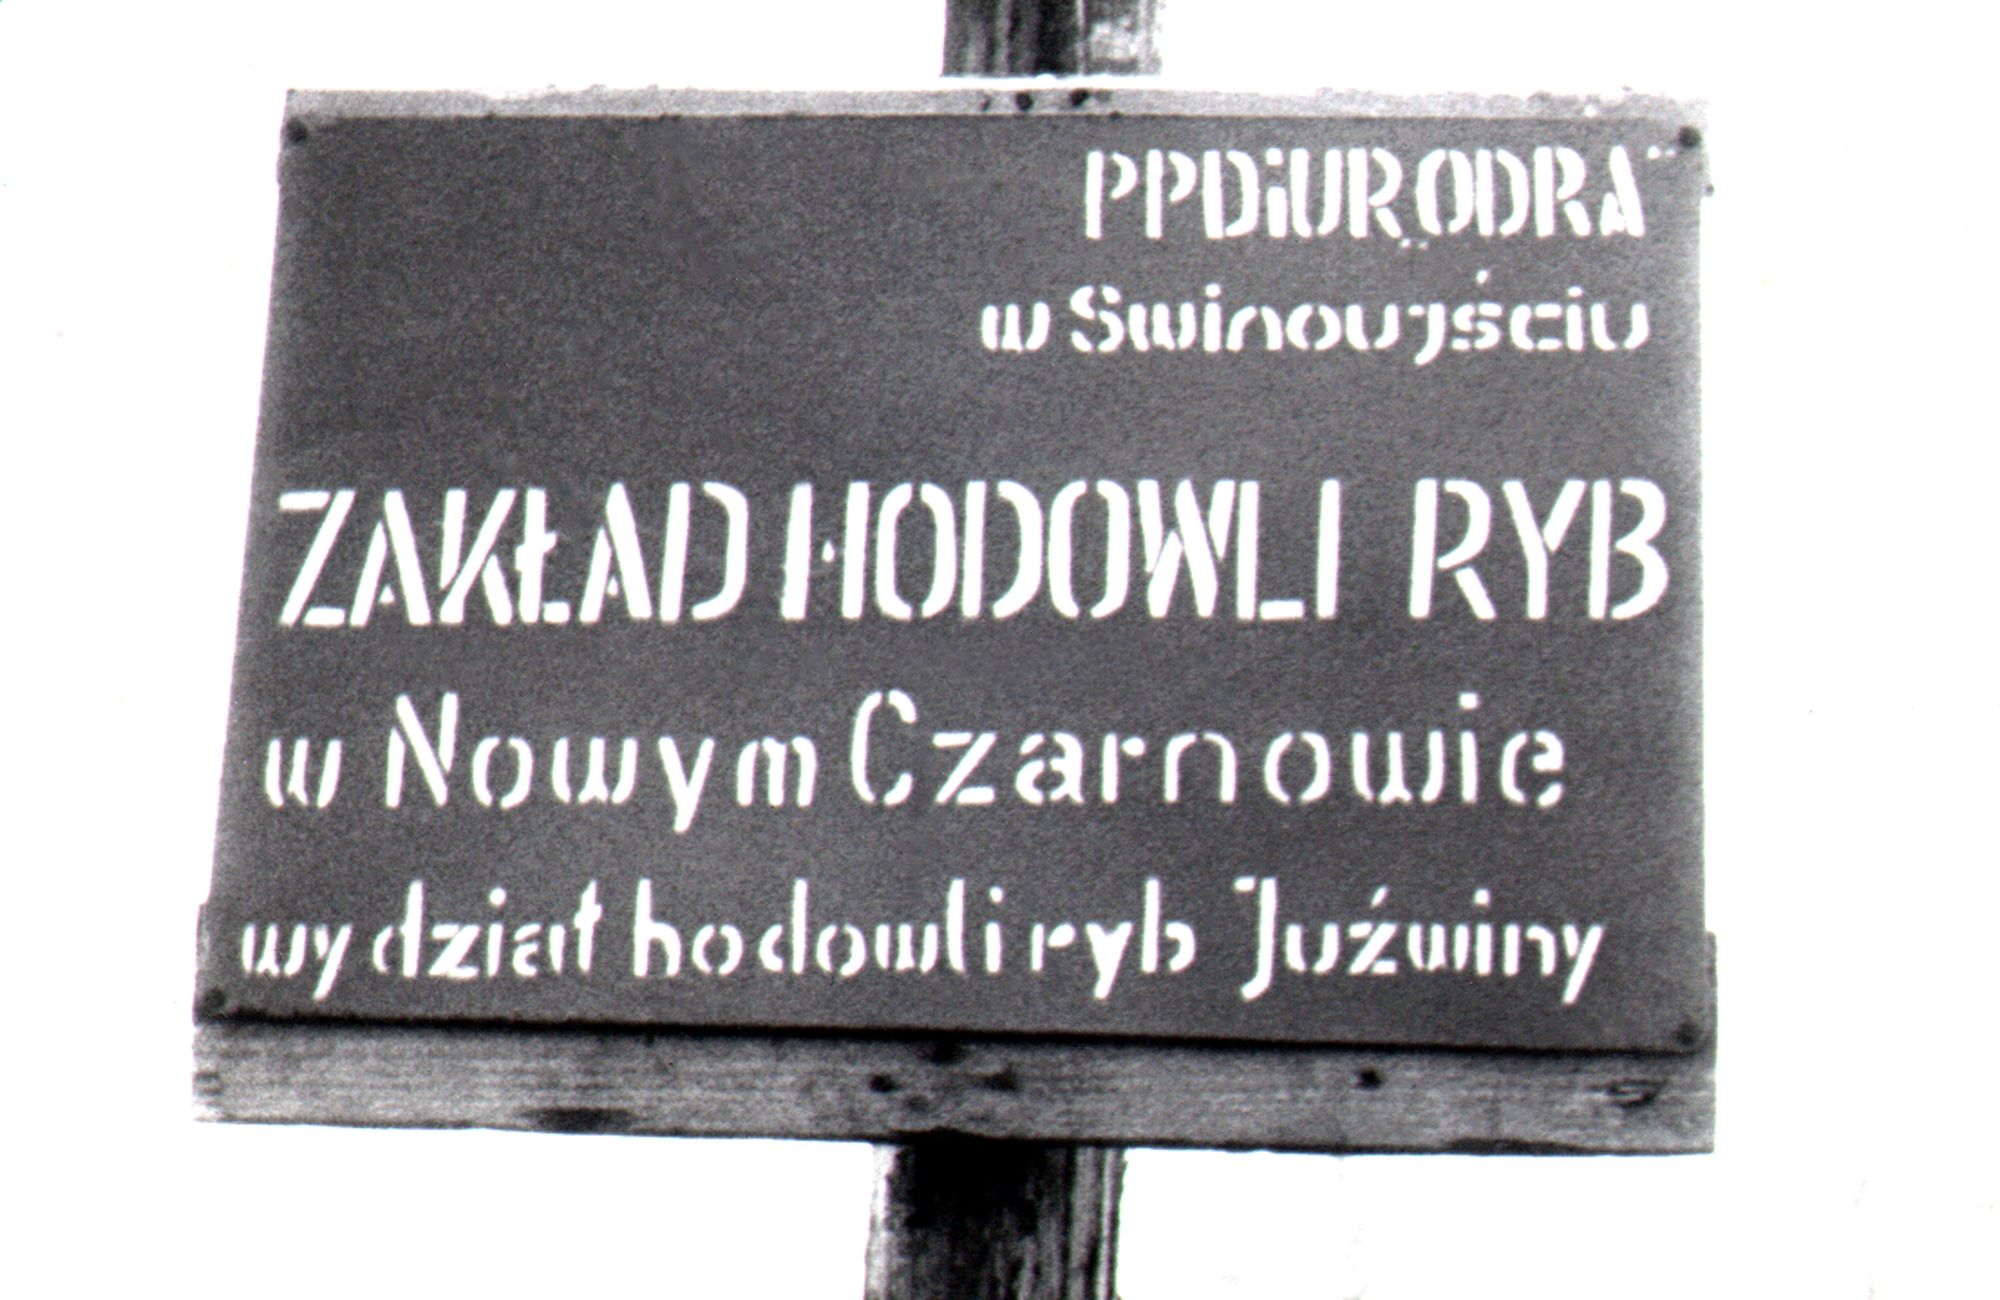 PPDiUR „ODRA"
w Swinoujściu
ZAKŁAD HODOWLI RYB
w Nowym Czarnowie
wydział hodowli ryb Juźwiny